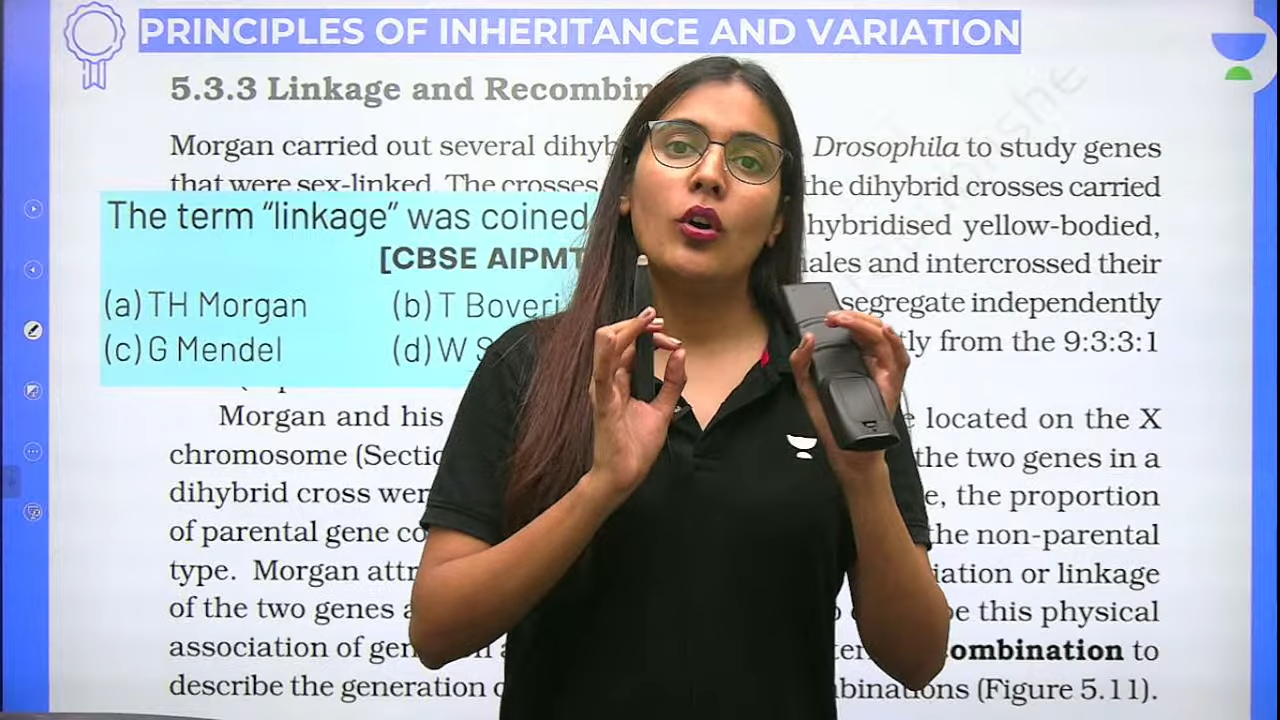 PRINCIPLES OF INHERITANCE AND VARIATION
5.3.3 Linkage and Recombin
Morgan carried out several dihyb Drosophila to study genes
that were sex-linked. The crosses the dihybrid crosses carried
The term “linkage” was coined hybridised yellow-bodied,
[CBSE AIPMT ales and intercrossed their
(a) TH Morgan (b) T Boveri segregate independently
(c) G Mendel (d) W S tly from the 9:3:3:1
Morgan and his located on the X
chromosome (Sectio the two genes in a
dihybrid cross wer e, the proportion
of parental gene co the non-parental
type. Morgan attr iation or linkage
of the two genes be this physical
association of gen ombination to
describe the generation binations (Figure 5.11).